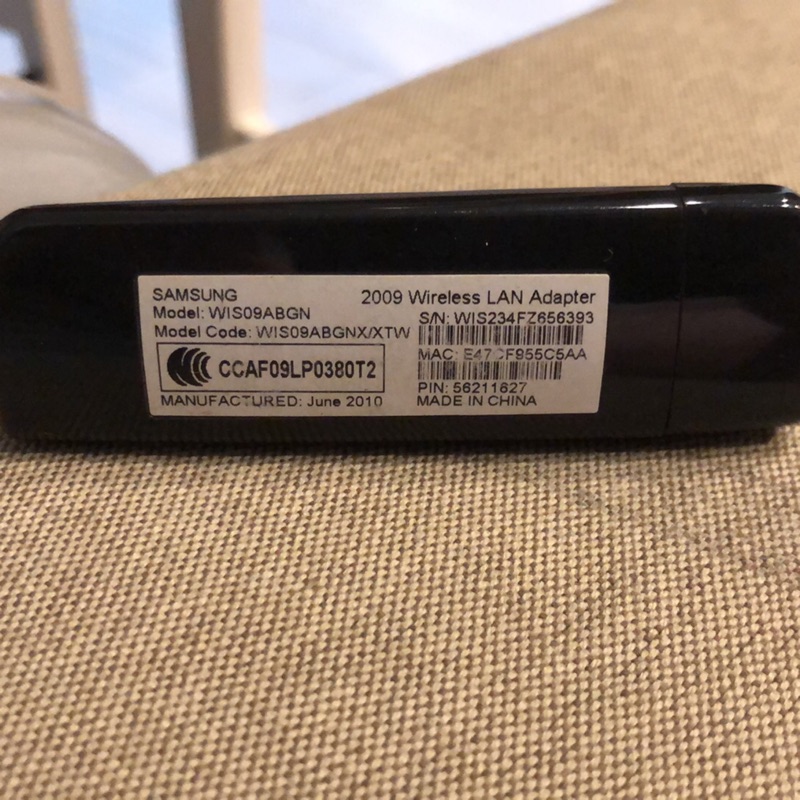 SAMSUNG
2009 Wireless LAN Adapter
Model: WIS09ABGN
Model Code: WIS09ABGNX/XTW
CCAF09LP0380T2
MANUFACTURED: June 2010
S/N: WIS234FZ656393
MAC:
PIN: 56211627
MADE IN CHINA